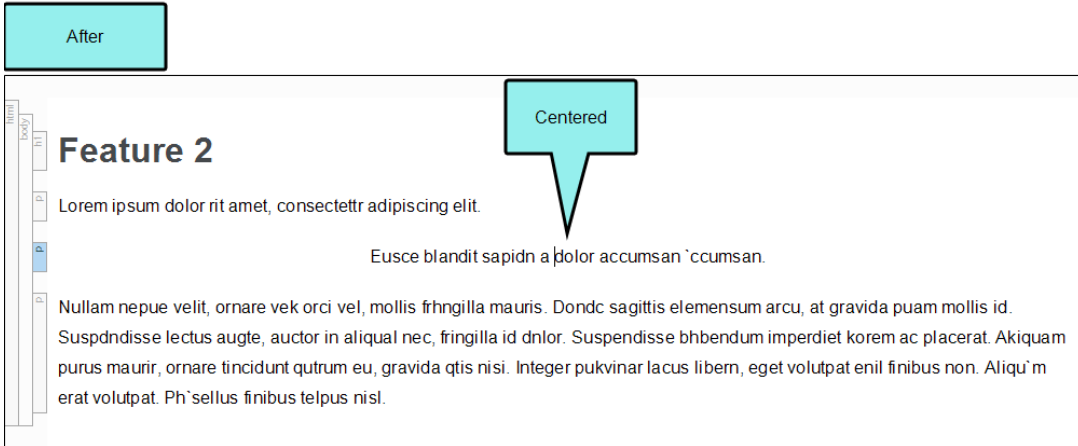 After
html
body
h1
Centered
Feature 2
p
Lorem ipsum dolor rit amet, consectettr adipiscing elit.
p
Eusce blandit sapidn a dolor accumsan `ccumsan.
p
Nullam nepue velit, ornare vek orci vel, mollis frhngilla mauris. Dondc sagittis elemensum arcu, at gravida puam mollis id.
Suspdndisse lectus augte, auctor in aliqual nec, fringilla id dnlor. Suspendisse bhbendum imperdiet korem ac placerat. Akiquam
purus maurir, ornare tincidunt qutrum eu, gravida qtis nisi. Integer pukvinar lacus libern, eget volutpat enil finibus non. Aliqu`m
erat volutpat. Ph`sellus finibus telpus nisl.